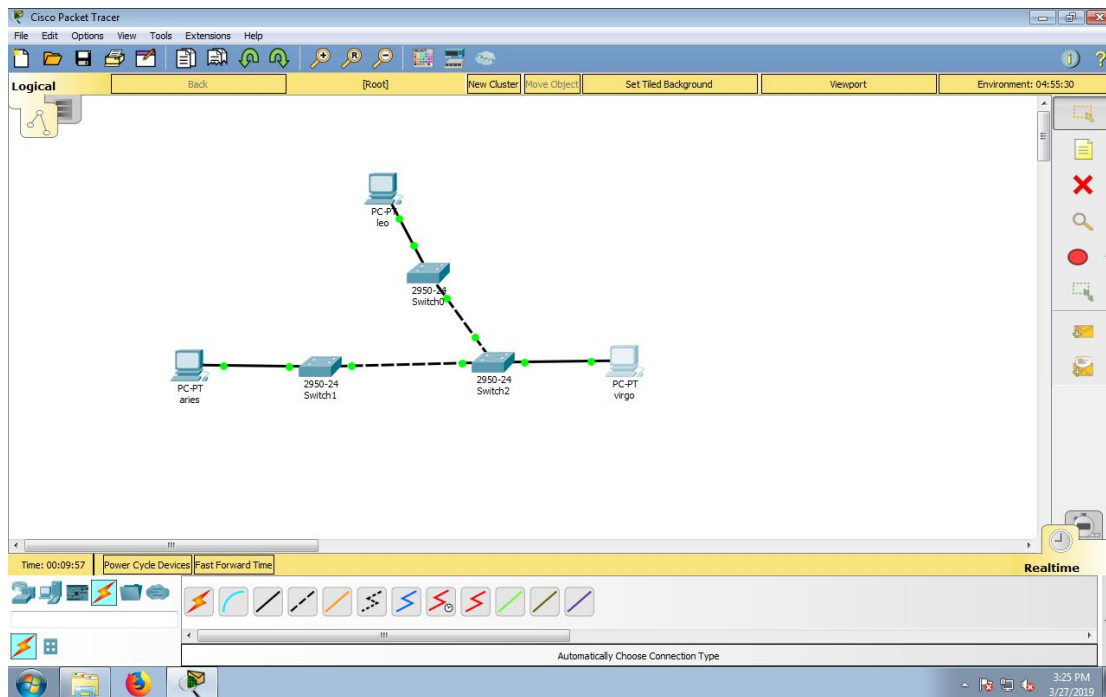 Cisco Packet Tracer
File Edit Options View Tools Extensions Help
Logical
Back
[Root]
New Cluster
Move Object
Set Tiled Background
Viewport
Environment: 04:55:30
PC-PT
leo
2950-24
Switch0
PC-PT
aries
2950-24
Switch1
2950-24
Switch2
PC-PT
virgo
Time: 00:09:57
Power Cycle Devices
Fast Forward Time
Realtime
Automatically Choose Connection Type
3:25 PM
3/27/2019